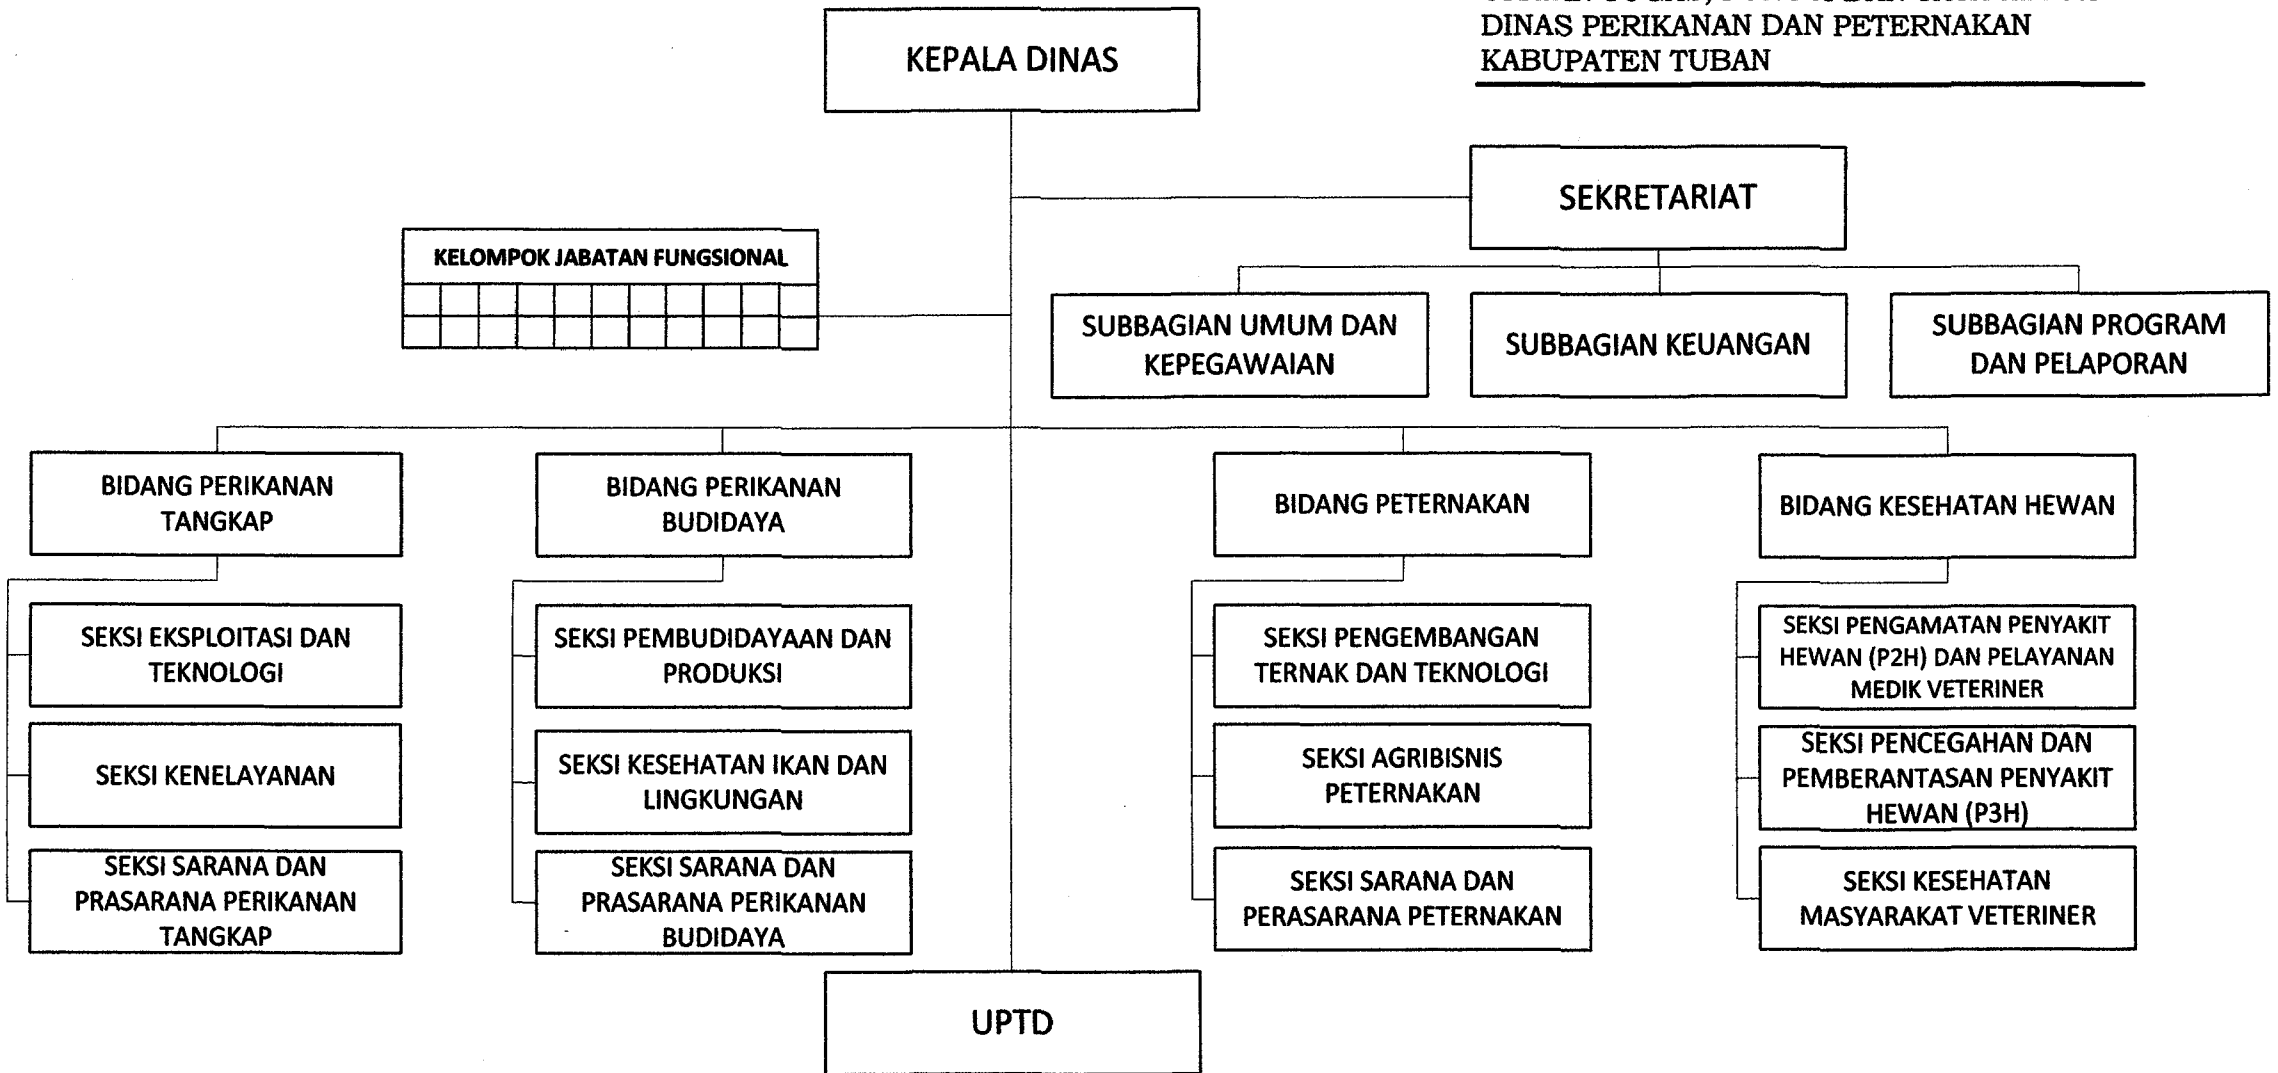 DINAS PERIKANAN DAN PETERNAKAN
KABUPATEN TUBAN
KEPALA DINAS
SEKRETARIAT
KELOMPOK JABATAN FUNGSIONAL
SUBBAGIAN UMUM DAN
KEPEGAWAIAN
SUBBAGIAN KEUANGAN
SUBBAGIAN PROGRAM
DAN PELAPORAN
BIDANG PERIKANAN
TANGKAP
SEKSI EKSPLOITASI DAN
TEKNOLOGI
SEKSI KENELAYANAN
SEKSI SARANA DAN
PRASARANA PERIKANAN
TANGKAP
BIDANG PERIKANAN
BUDIDAYA
SEKSI PEMBUDIDAYAAN DAN
PRODUKSI
SEKSI KESEHATAN IKAN DAN
LINGKUNGAN
SEKSI SARANA DAN
PRASARANA PERIKANAN
BUDIDAYA
BIDANG PETERNAKAN
SEKSI PENGEMBANGAN
TERNAK DAN TEKNOLOGI
SEKSI AGRIBISNIS
PETERNAKAN
SEKSI SARANA DAN
PERASARANA PETERNAKAN
BIDANG KESEHATAN HEWAN
SEKSI PENGAMATAN PENYAKIT
HEWAN (P2H) DAN PELAYANAN
MEDIK VETERINER
SEKSI PENCEGAHAN DAN
PEMBERANTASAN PENYAKIT
HEWAN (P3H)
SEKSI KESEHATAN
MASYARAKAT VETERINER
UPTD